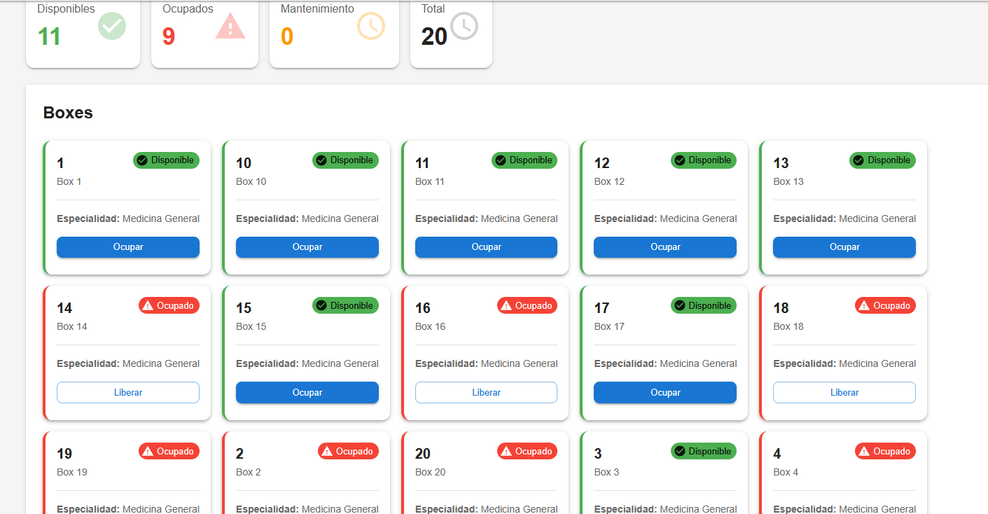 Disponibles Ocupados Mantenimiento Total
11 9 0 20
Boxes
1 Disponible 10 Disponible 11 Disponible 12 Disponible 13 Disponible
Box 1 Box 10 Box 11 Box 12 Box 13
Especialidad: Medicina General Especialidad: Medicina General Especialidad: Medicina General Especialidad: Medicina General Especialidad: Medicina General
Ocupar Ocupar Ocupar Ocupar Ocupar
14 Ocupado 15 Disponible 16 Ocupado 17 Disponible 18 Ocupado
Box 14 Box 15 Box 16 Box 17 Box 18
Especialidad: Medicina General Especialidad: Medicina General Especialidad: Medicina General Especialidad: Medicina General Especialidad: Medicina General
Liberar Ocupar Liberar Ocupar Liberar
19 Ocupado 2 Ocupado 20 Ocupado 3 Disponible 4 Ocupado
Box 19 Box 2 Box 20 Box 3 Box 4
Especialidad: Medicina General Especialidad: Medicina General Especialidad: Medicina General Especialidad: Medicina General Especialidad: Medicina General